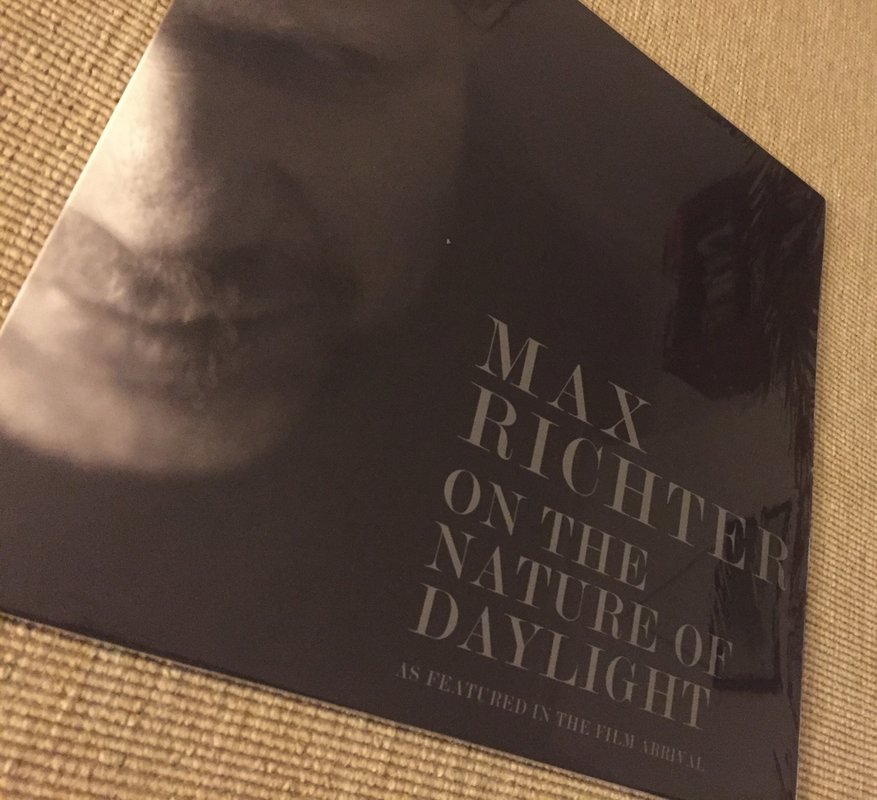 MAX
RICHTER
ON THE
NATURE OF
DAYLIGHT
AS FEATURED IN THE FILM ARRIVAL